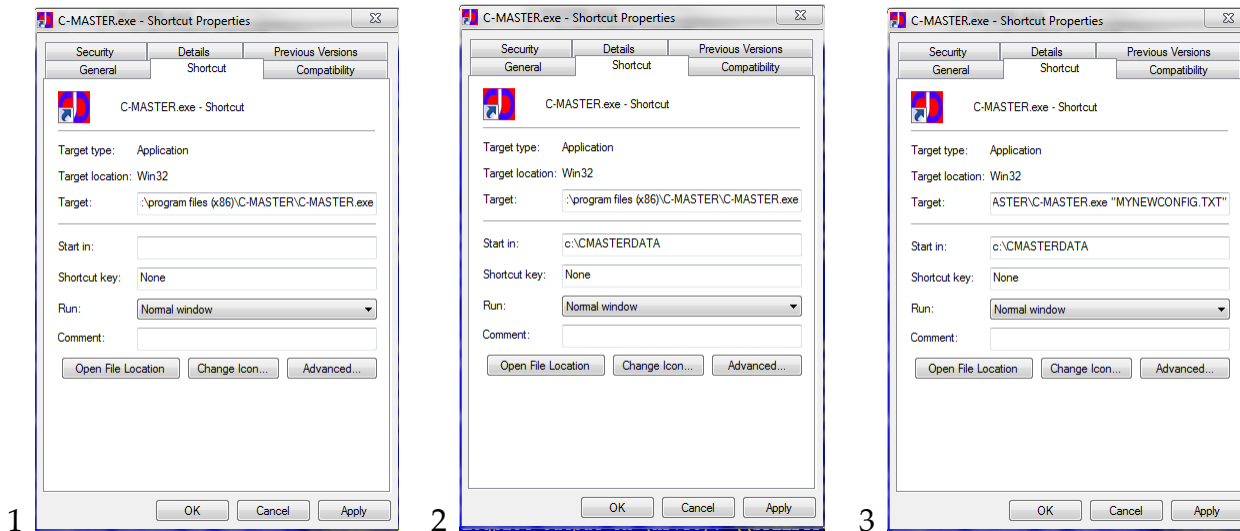 C-MASTER.exe - Shortcut Properties
Security Details Previous Versions
General Shortcut Compatibility
C-MASTER.exe - Shortcut
Target type: Application
Target location: Win32
Target: :\program files (x86)\C-MASTER\C-MASTER.exe
Start in:
Shortcut key: None
Run: Normal window
Comment:
Open File Location Change Icon... Advanced...
OK Cancel Apply
1
C-MASTER.exe - Shortcut Properties
Security Details Previous Versions
General Shortcut Compatibility
C-MASTER.exe - Shortcut
Target type: Application
Target location: Win32
Target: :\program files (x86)\C-MASTER\C-MASTER.exe
Start in: c:\CMASTERDATA
Shortcut key: None
Run: Normal window
Comment:
Open File Location Change Icon... Advanced...
OK Cancel Apply
2
C-MASTER.exe - Shortcut Properties
Security Details Previous Versions
General Shortcut Compatibility
C-MASTER.exe - Shortcut
Target type: Application
Target location: Win32
Target: ASTER\C-MASTER.exe "MYNEWCONFIG.TXT"
Start in: c:\CMASTERDATA
Shortcut key: None
Run: Normal window
Comment:
Open File Location Change Icon... Advanced...
OK Cancel Apply
3